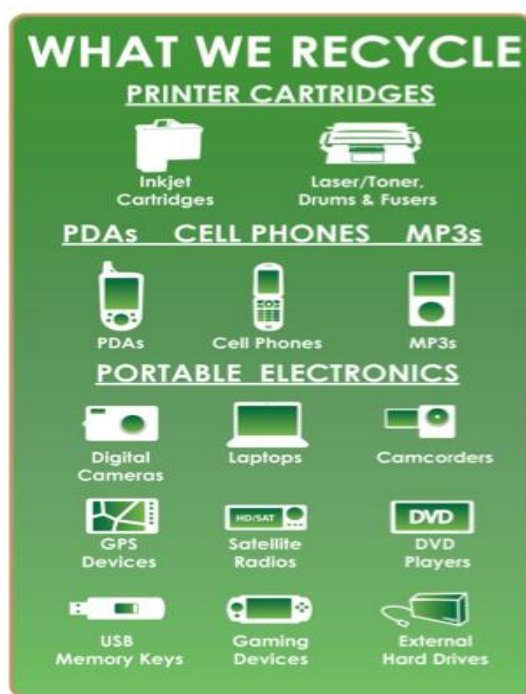 WHAT WE RECYCLE
PRINTER CARTRIDGES
Inkjet
Cartridges
Laser/Toner,
Drums & Fusers
PDAs CELL PHONES MP3s
PDAs
Cell Phones
MP3s
PORTABLE ELECTRONICS
Digital
Cameras
Laptops
Camcorders
GPS
Devices
HD/SAT
Satellite
Radios
DVD
DVD
Players
USB
Memory Keys
Gaming
Devices
External
Hard Drives